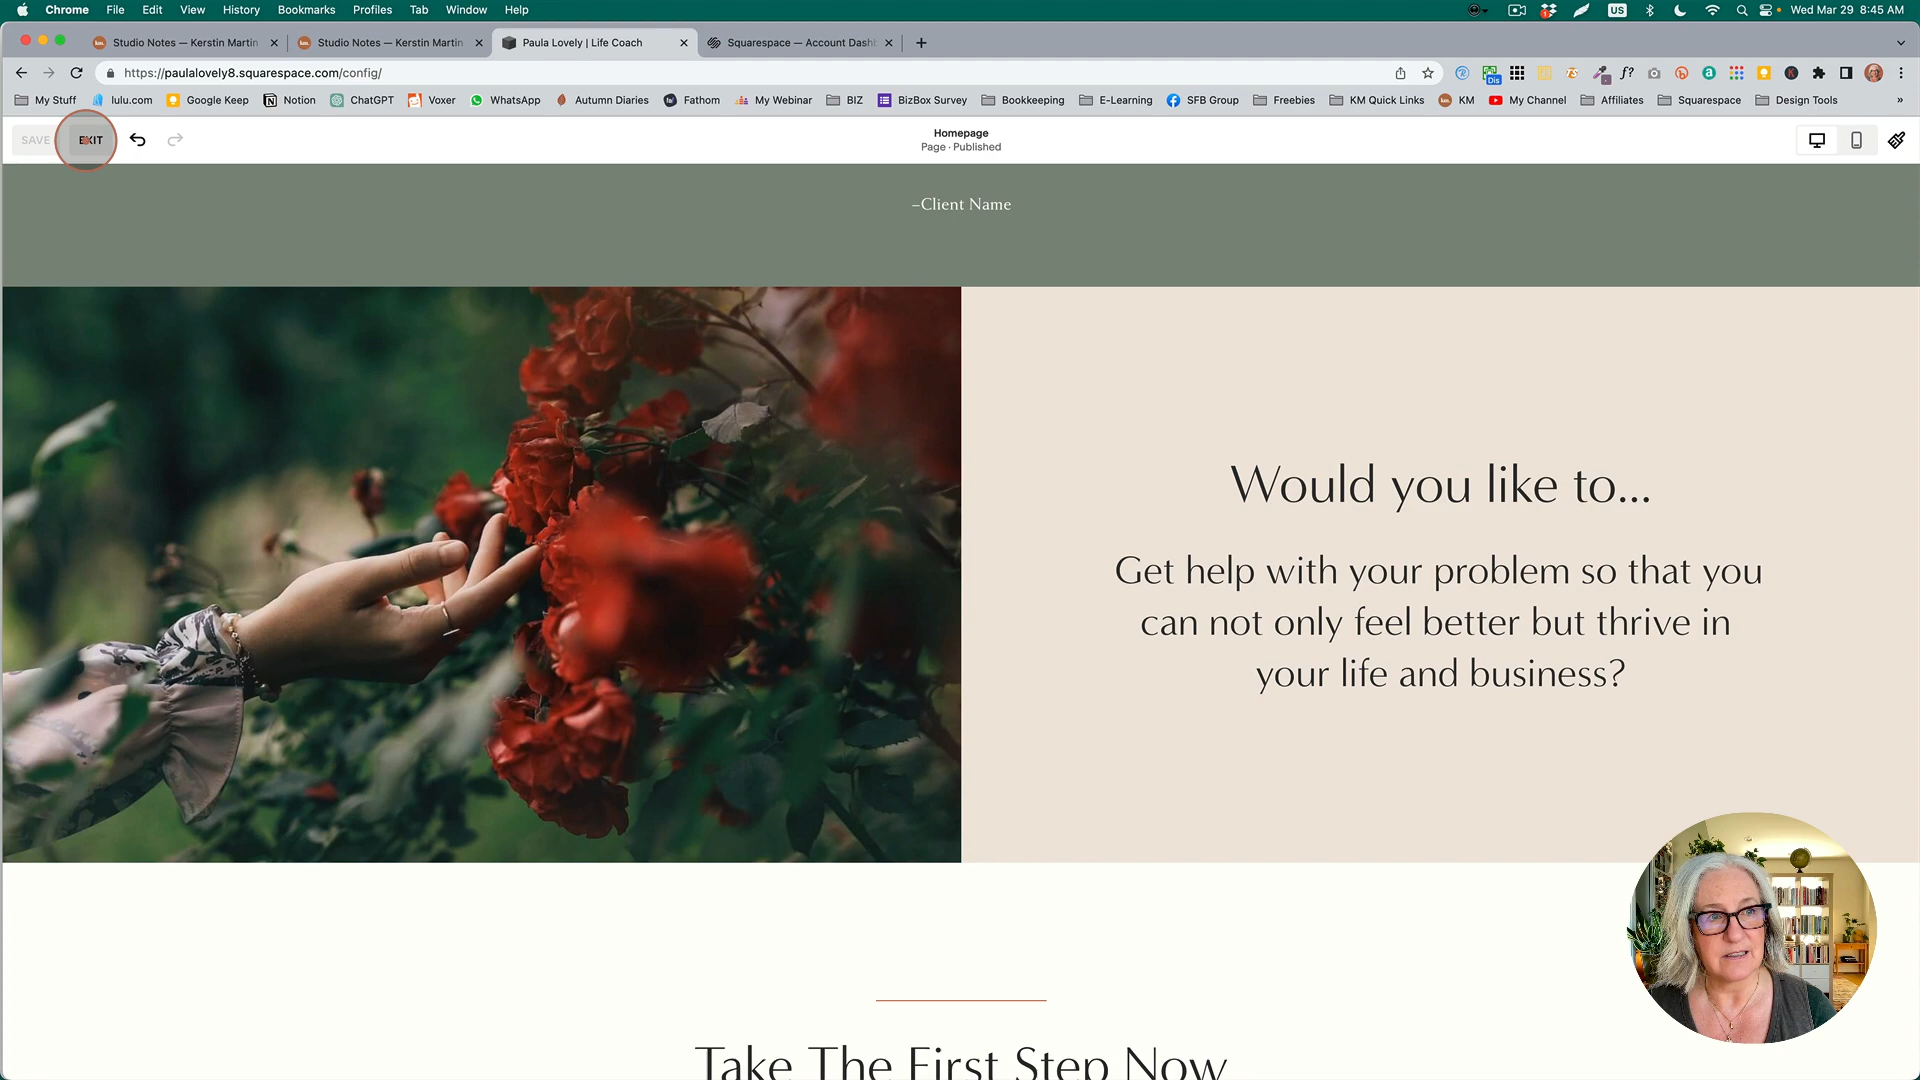 Chrome File Edit View History Bookmarks Profiles Tab Window Help US Wed Mar 29 8:45 AM
Studio Notes — Kerstin Martin Studio Notes — Kerstin Martin Paula Lovely | Life Coach Squarespace — Account Dashb
https://paulalovely8.squarespace.com/config/
My Stuff lulu.com Google Keep Notion ChatGPT Voxer WhatsApp Autumn Diaries Fathom My Webinar BIZ BizBox Survey Bookkeeping E-Learning SFB Group Freebies KM Quick Links KM My Channel Affiliates Squarespace Design Tools
SAVE EXIT
Homepage
Page · Published
–Client Name
Would you like to...
Get help with your problem so that you
can not only feel better but thrive in
your life and business?
Take The First Step Now